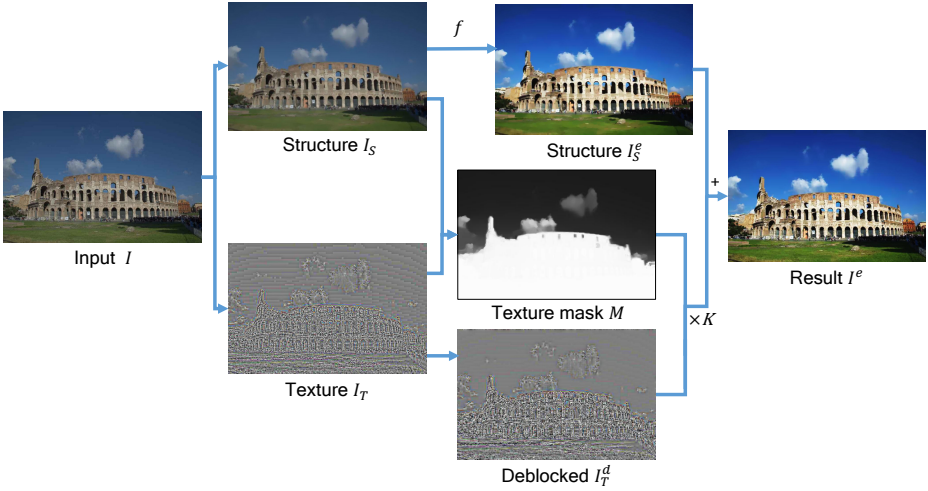 f
Structure I_S
Structure I_S^e
Input I
+
Result I^e
Texture mask M
×K
Texture I_T
Deblocked I_T^d